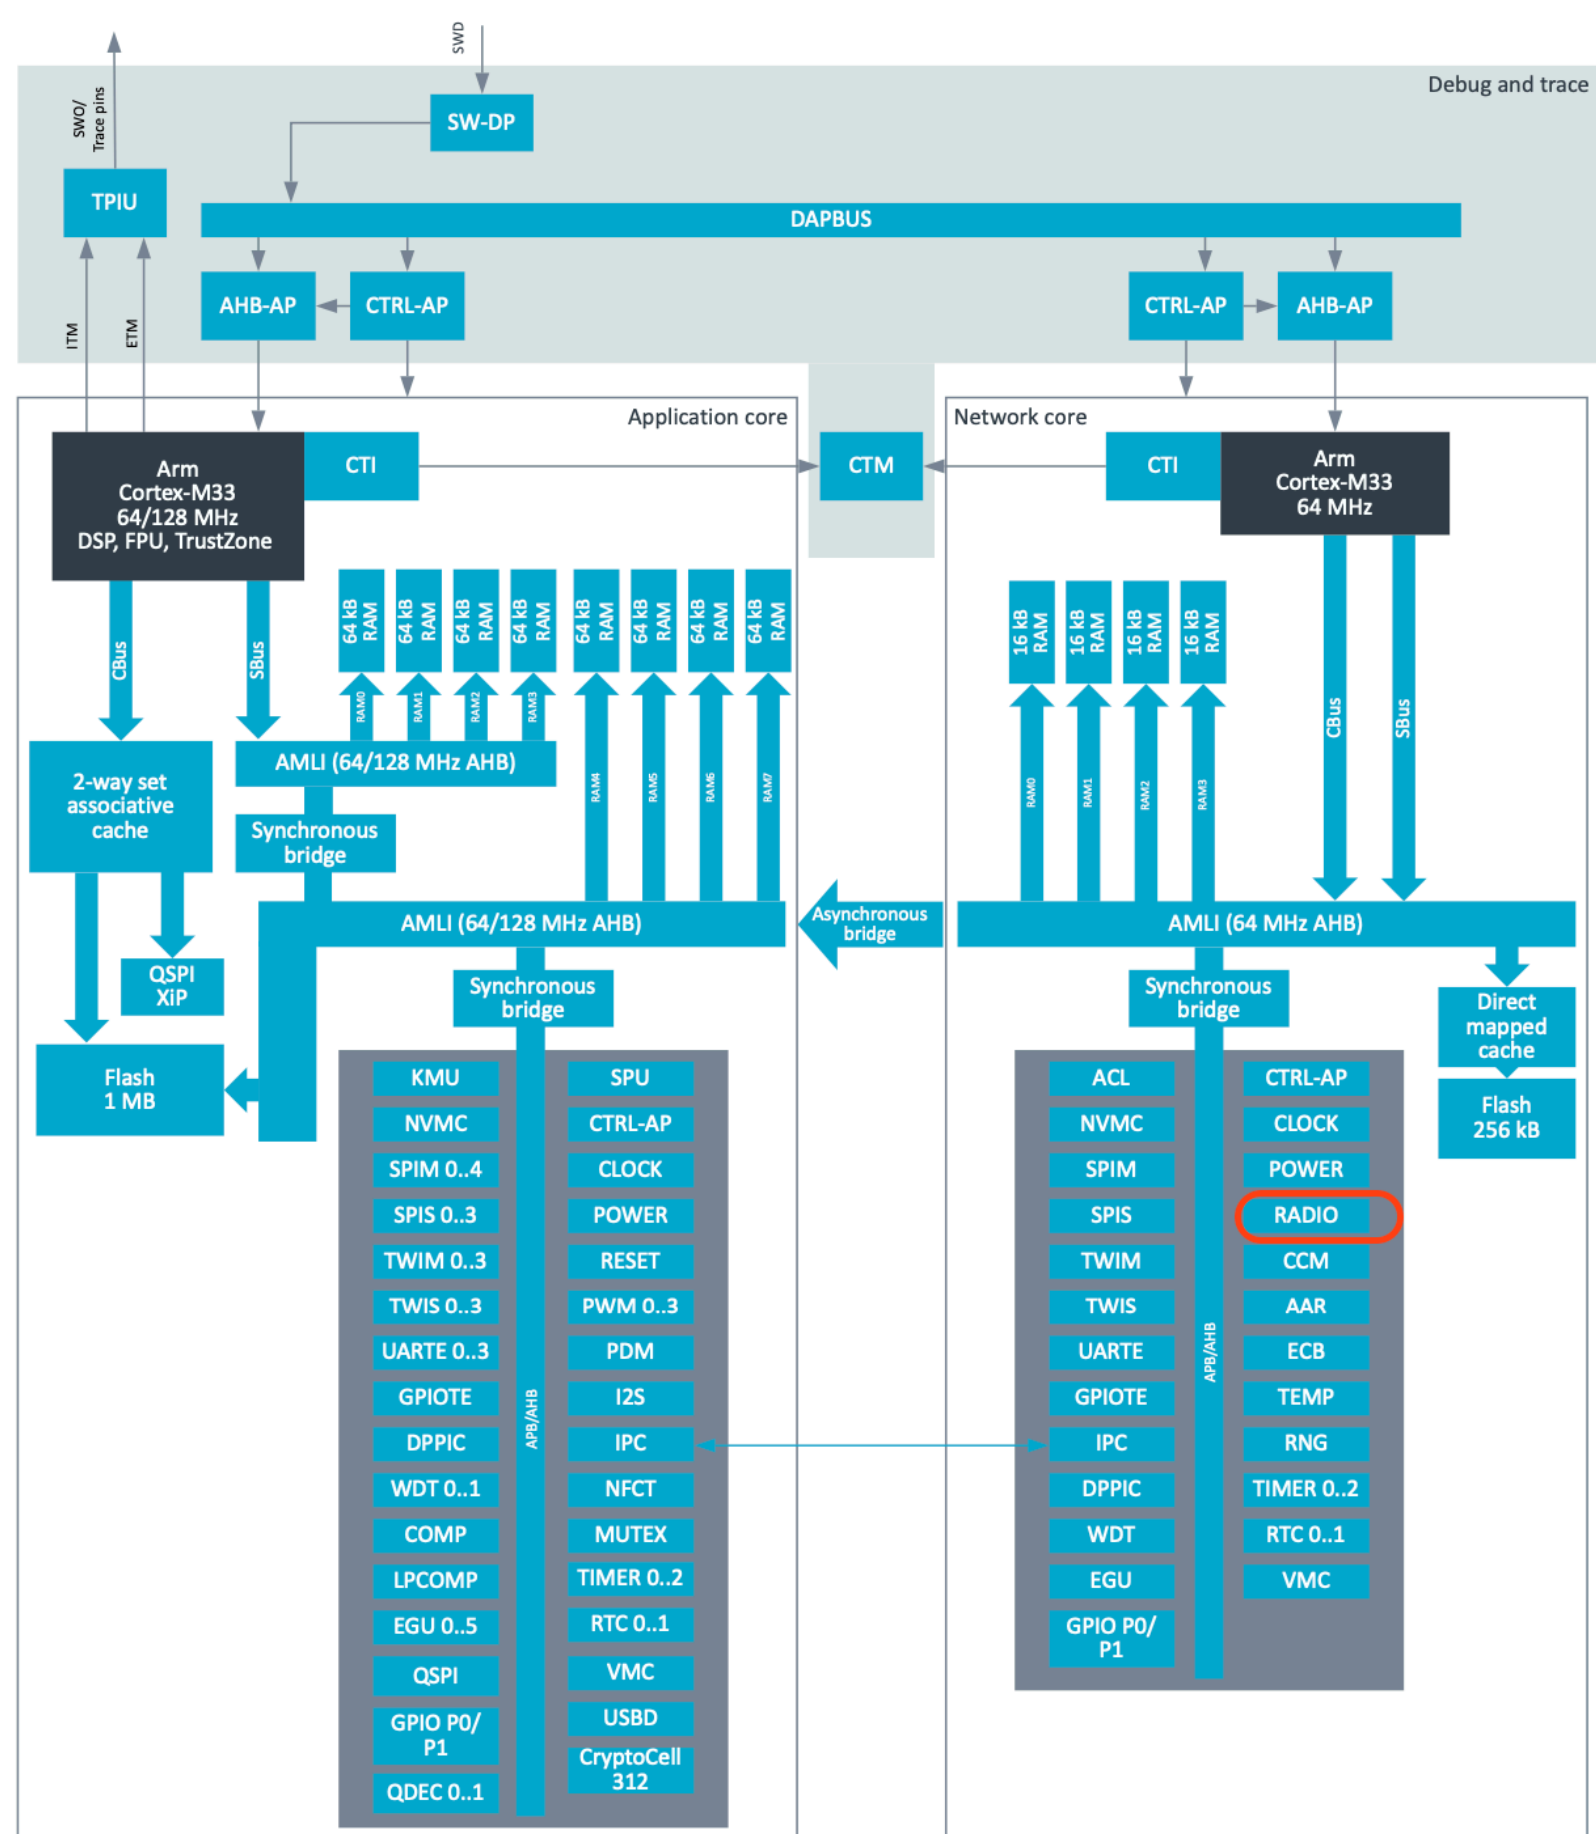 SWD
Debug and trace
SWO/
Trace pins
SW-DP
TPIU
DAPBUS
AHB-AP
CTRL-AP
CTRL-AP
AHB-AP
ITM
ETM
Application core
Network core
Arm
Cortex-M33
64/128 MHz
DSP, FPU, TrustZone
CTI
CTM
CTI
Arm
Cortex-M33
64 MHz
CBus
SBus
64 kB
RAM
64 kB
RAM
64 kB
RAM
64 kB
RAM
64 kB
RAM
64 kB
RAM
64 kB
RAM
64 kB
RAM
RAM0
RAM1
RAM2
RAM3
RAM4
RAM5
RAM6
RAM7
16 kB
RAM
16 kB
RAM
16 kB
RAM
16 kB
RAM
RAM0
RAM1
RAM2
RAM3
CBus
SBus
2-way set
associative
cache
AMLI (64/128 MHz AHB)
Synchronous
bridge
AMLI (64/128 MHz AHB)
Asynchronous
bridge
AMLI (64 MHz AHB)
QSPI
XiP
Flash
1 MB
Synchronous
bridge
Synchronous
bridge
Direct
mapped
cache
Flash
256 kB
KMU
NVMC
SPIM 0..4
SPIS 0..3
TWIM 0..3
TWIS 0..3
UARTE 0..3
GPIOTE
DPPIC
WDT 0..1
COMP
LPCOMP
EGU 0..5
QSPI
GPIO P0/
P1
QDEC 0..1
APB/AHB
SPU
CTRL-AP
CLOCK
POWER
RESET
PWM 0..3
PDM
I2S
IPC
NFCT
MUTEX
TIMER 0..2
RTC 0..1
VMC
USBD
CryptoCell
312
ACL
NVMC
SPIM
SPIS
TWIM
TWIS
UARTE
GPIOTE
IPC
DPPIC
WDT
EGU
GPIO P0/
P1
APB/AHB
CTRL-AP
CLOCK
POWER
RADIO
CCM
AAR
ECB
TEMP
RNG
TIMER 0..2
RTC 0..1
VMC